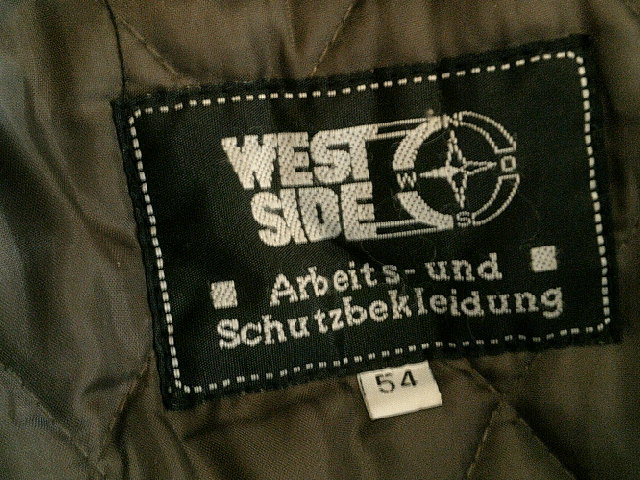 WEST
SIDE
N
W
O
S
Arbeits-und
Schutzbekleidung
54